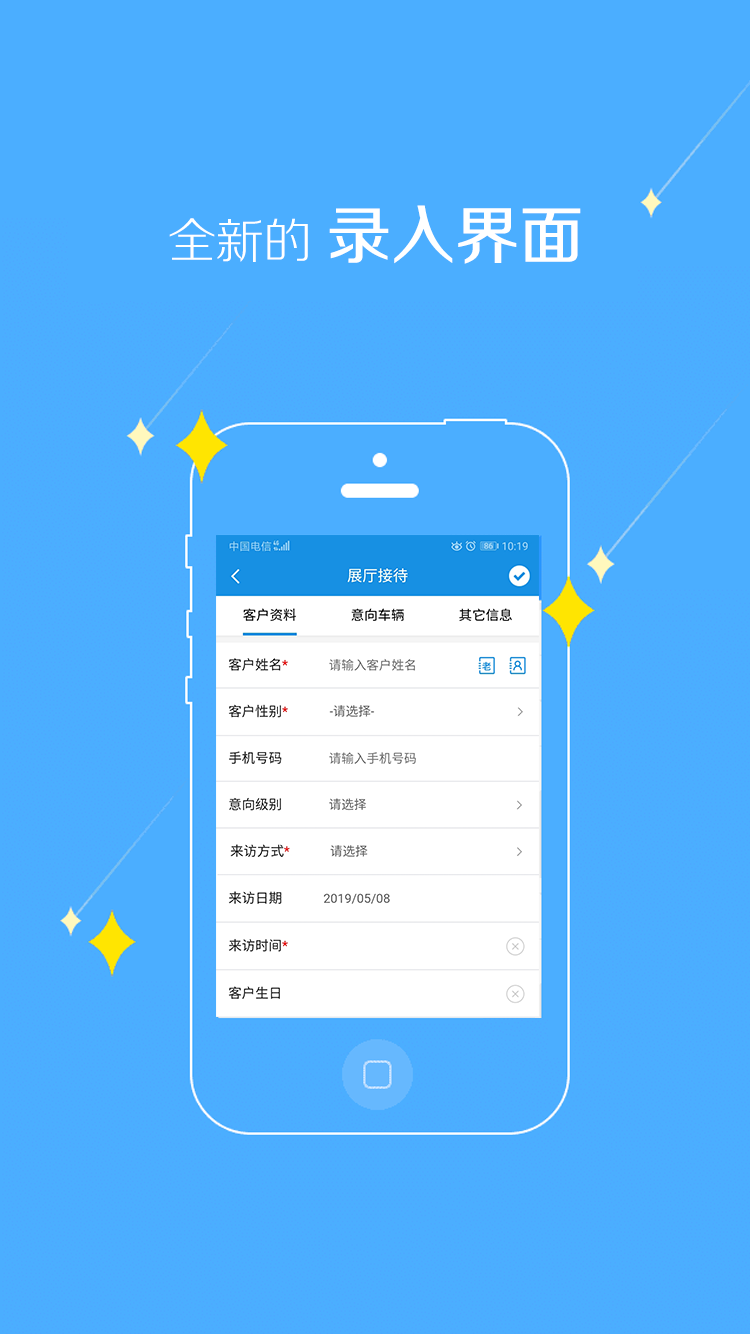 全新的 录入界面
中国电信 86 10:19
展厅接待
客户资料 意向车辆 其它信息
客户姓名* 请输入客户姓名 老
客户性别* -请选择-
手机号码 请输入手机号码
意向级别 请选择
来访方式* 请选择
来访日期 2019/05/08
来访时间*
客户生日